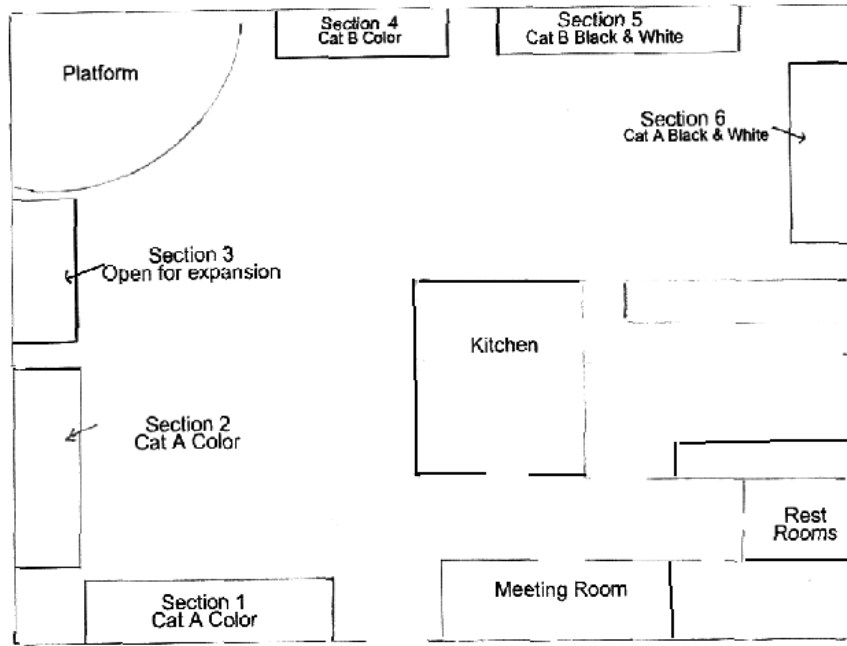 Section 4
Cat B Color
Section 5
Cat B Black & White
Platform
Section 6
Cat A Black & White
Section 3
Open for expansion
Kitchen
Section 2
Cat A Color
Rest
Rooms
Meeting Room
Section 1
Cat A Color